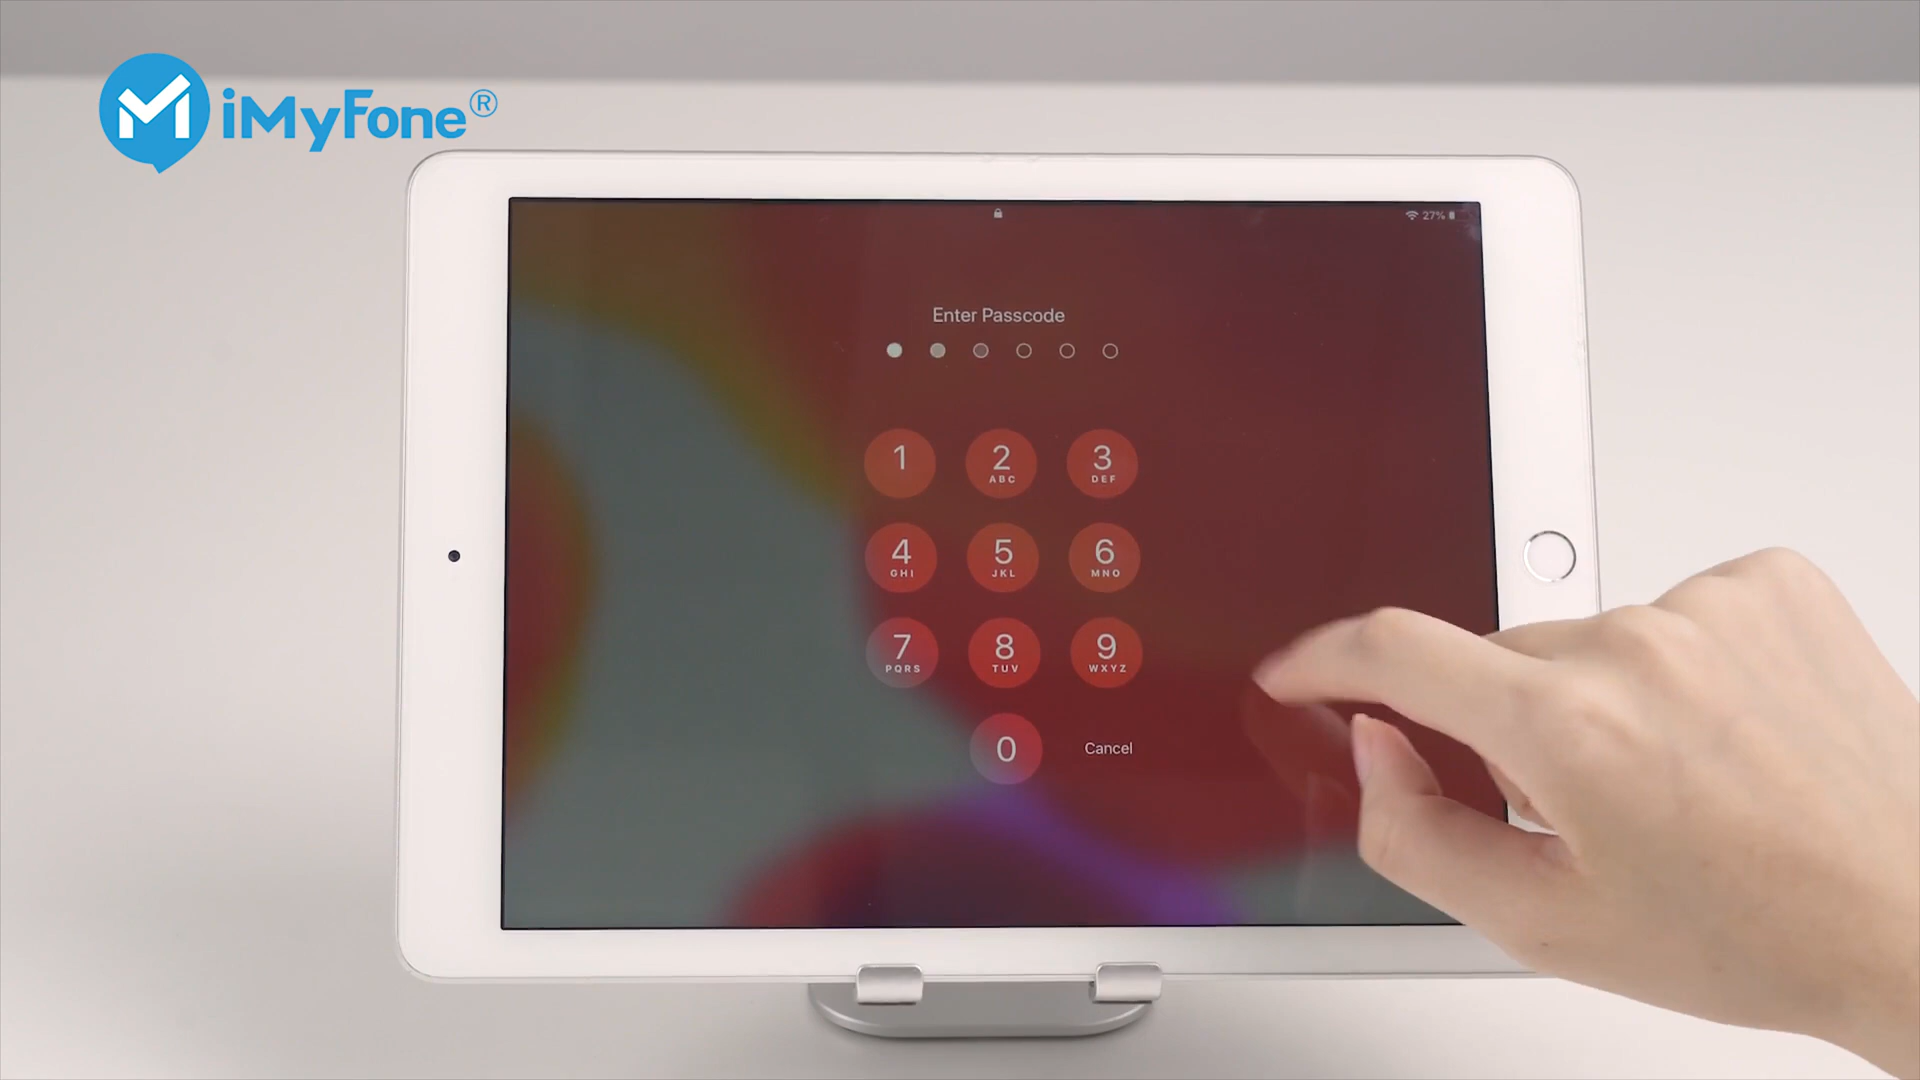 iMyFone®
27%
Enter Passcode
1
2
ABC
3
DEF
4
GHI
5
JKL
6
MNO
7
PQRS
8
TUV
9
WXYZ
0
Cancel